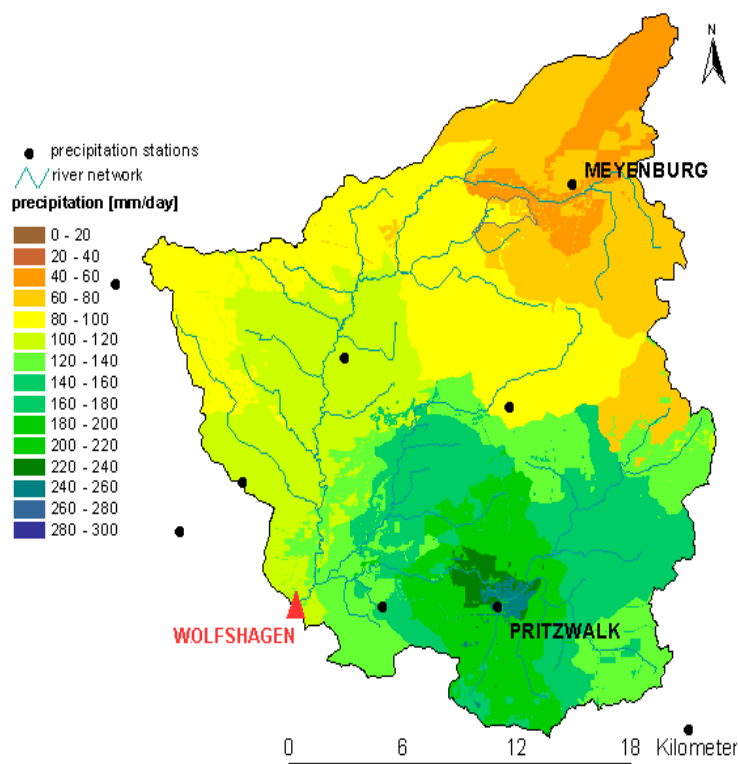 N
precipitation stations
river network
precipitation [mm/day]
0 - 20
20 - 40
40 - 60
60 - 80
80 - 100
100 - 120
120 - 140
140 - 160
160 - 180
180 - 200
200 - 220
220 - 240
240 - 260
260 - 280
280 - 300
MEYENBURG
WOLFSHAGEN
PRITZWALK
0 6 12 18 Kilometer